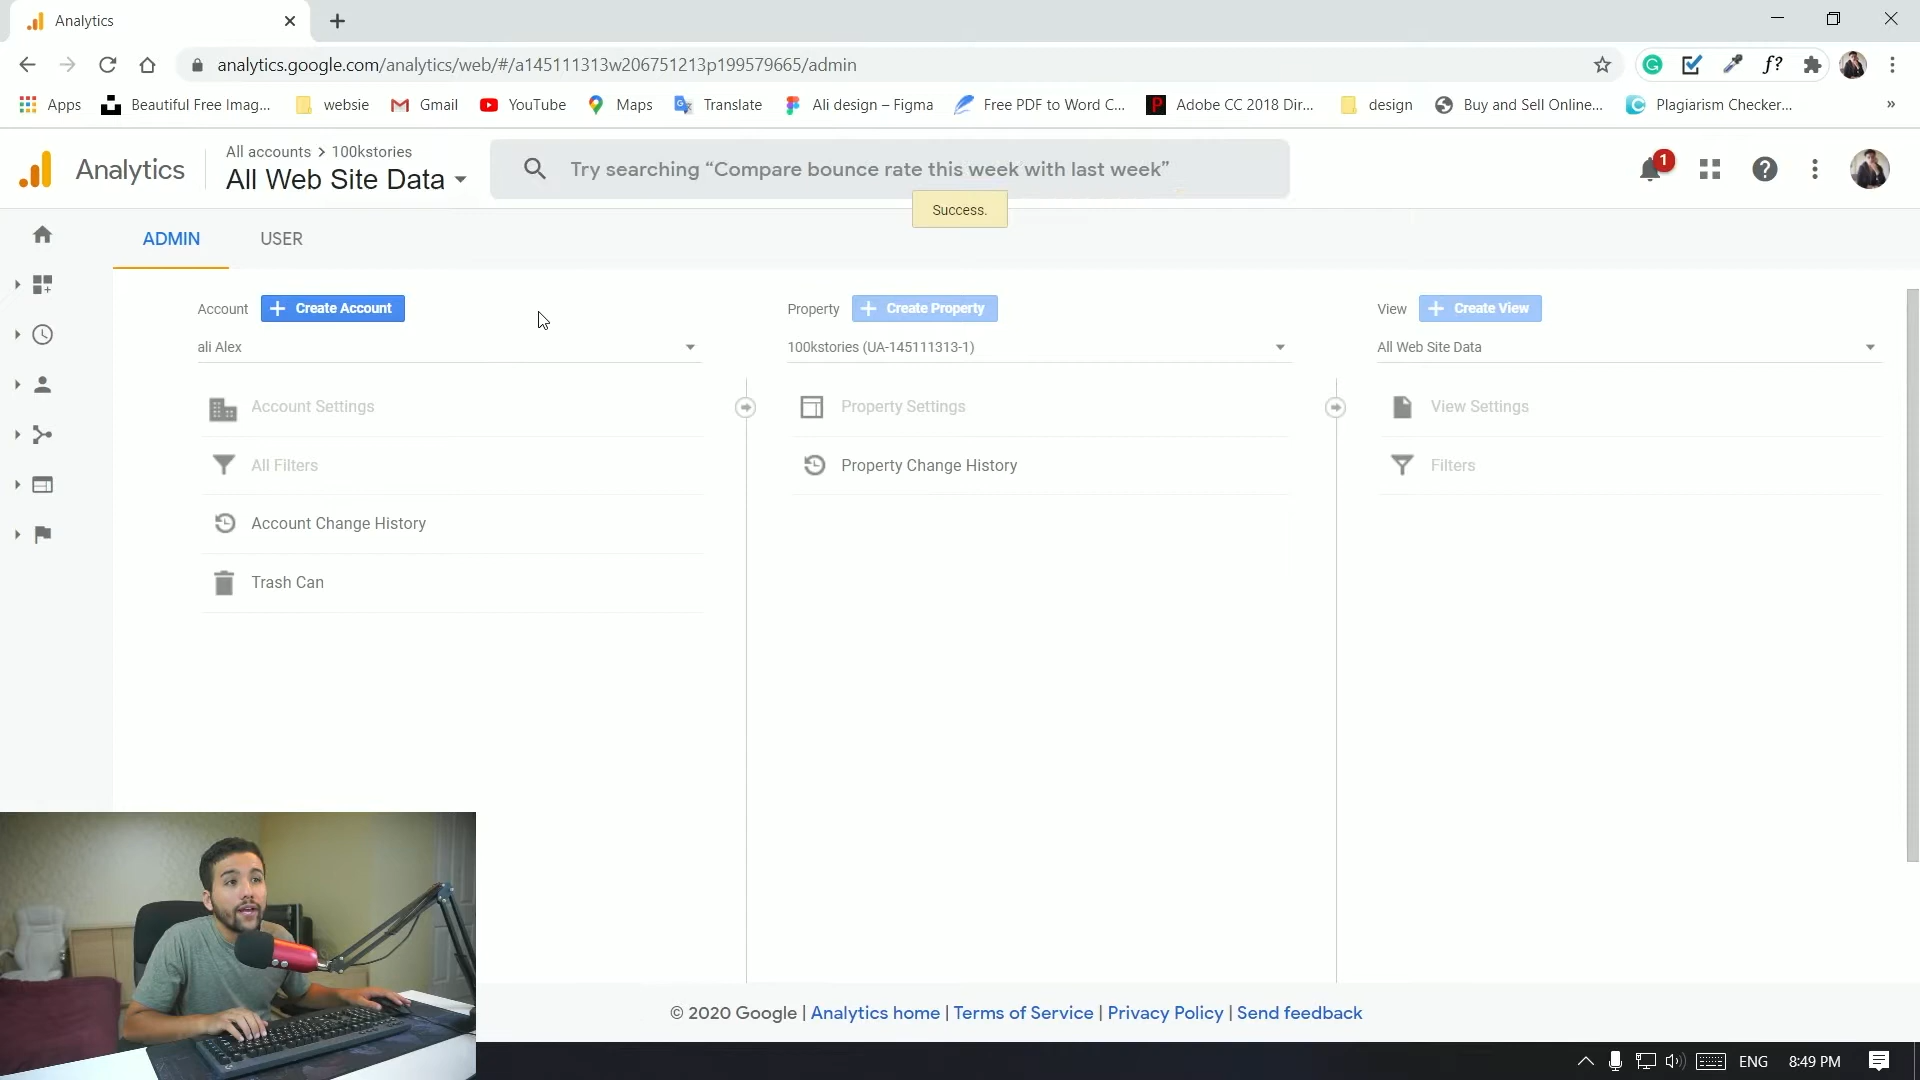 Analytics
analytics.google.com/analytics/web/#/a145111313w206751213p199579665/admin
f?
Apps
Beautiful Free Imag...
websie
Gmail
YouTube
Maps
Translate
Ali design – Figma
Free PDF to Word C...
Adobe CC 2018 Dir...
design
Buy and Sell Online...
Plagiarism Checker...
»
Analytics
All accounts > 100kstories
All Web Site Data
Try searching “Compare bounce rate this week with last week”
1
Success.
ADMIN
USER
Account
+ Create Account
Property
+ Create Property
View
+ Create View
ali Alex
100kstories (UA-145111313-1)
All Web Site Data
Account Settings
Property Settings
View Settings
All Filters
Property Change History
Filters
Account Change History
Trash Can
© 2020 Google | Analytics home | Terms of Service | Privacy Policy | Send feedback
ENG
8:49 PM